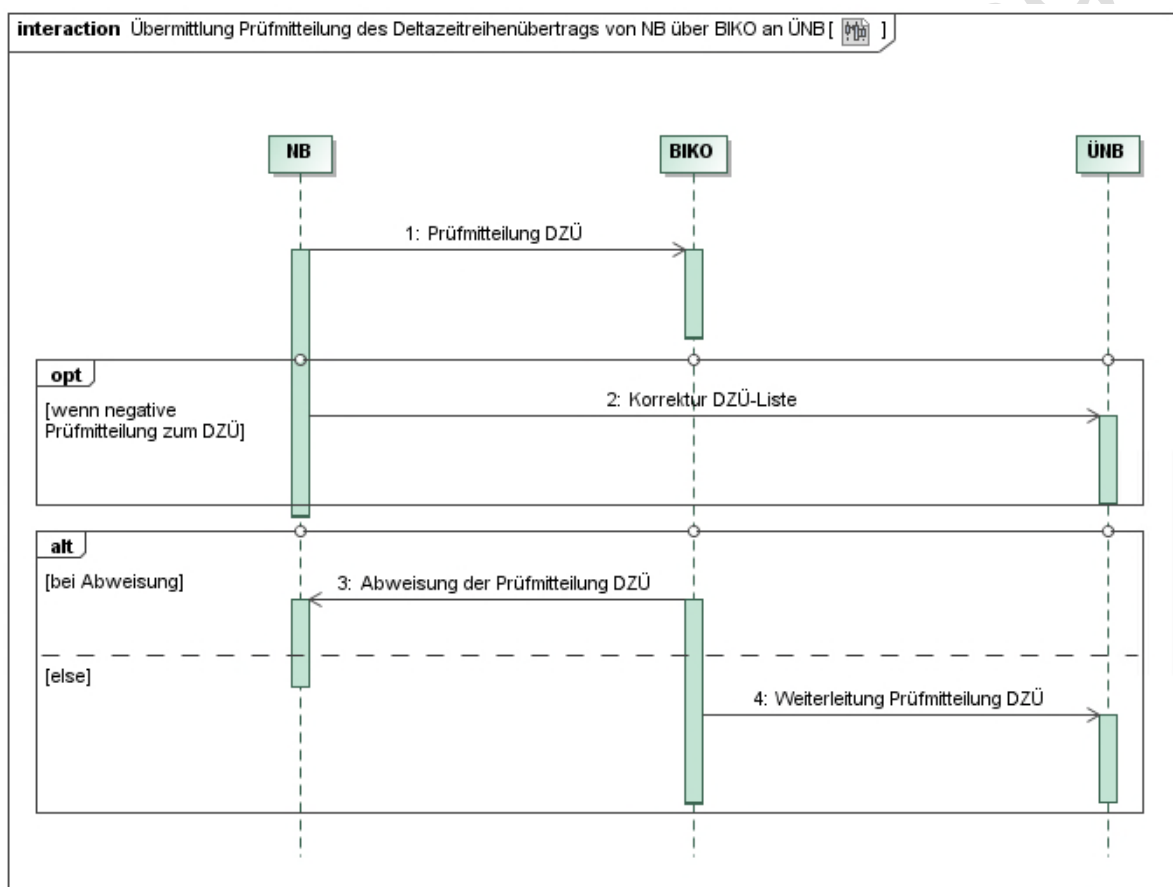 interaction Übermittlung Prüfmitteilung des Deltazeitreihenübertrags von NB über BIKO an ÜNB [ ]
NB
BIKO
ÜNB
1: Prüfmitteilung DZÜ
opt
[wenn negative
Prüfmitteilung zum DZÜ]
2: Korrektur DZÜ-Liste
alt
[bei Abweisung]
3: Abweisung der Prüfmitteilung DZÜ
[else]
4: Weiterleitung Prüfmitteilung DZÜ